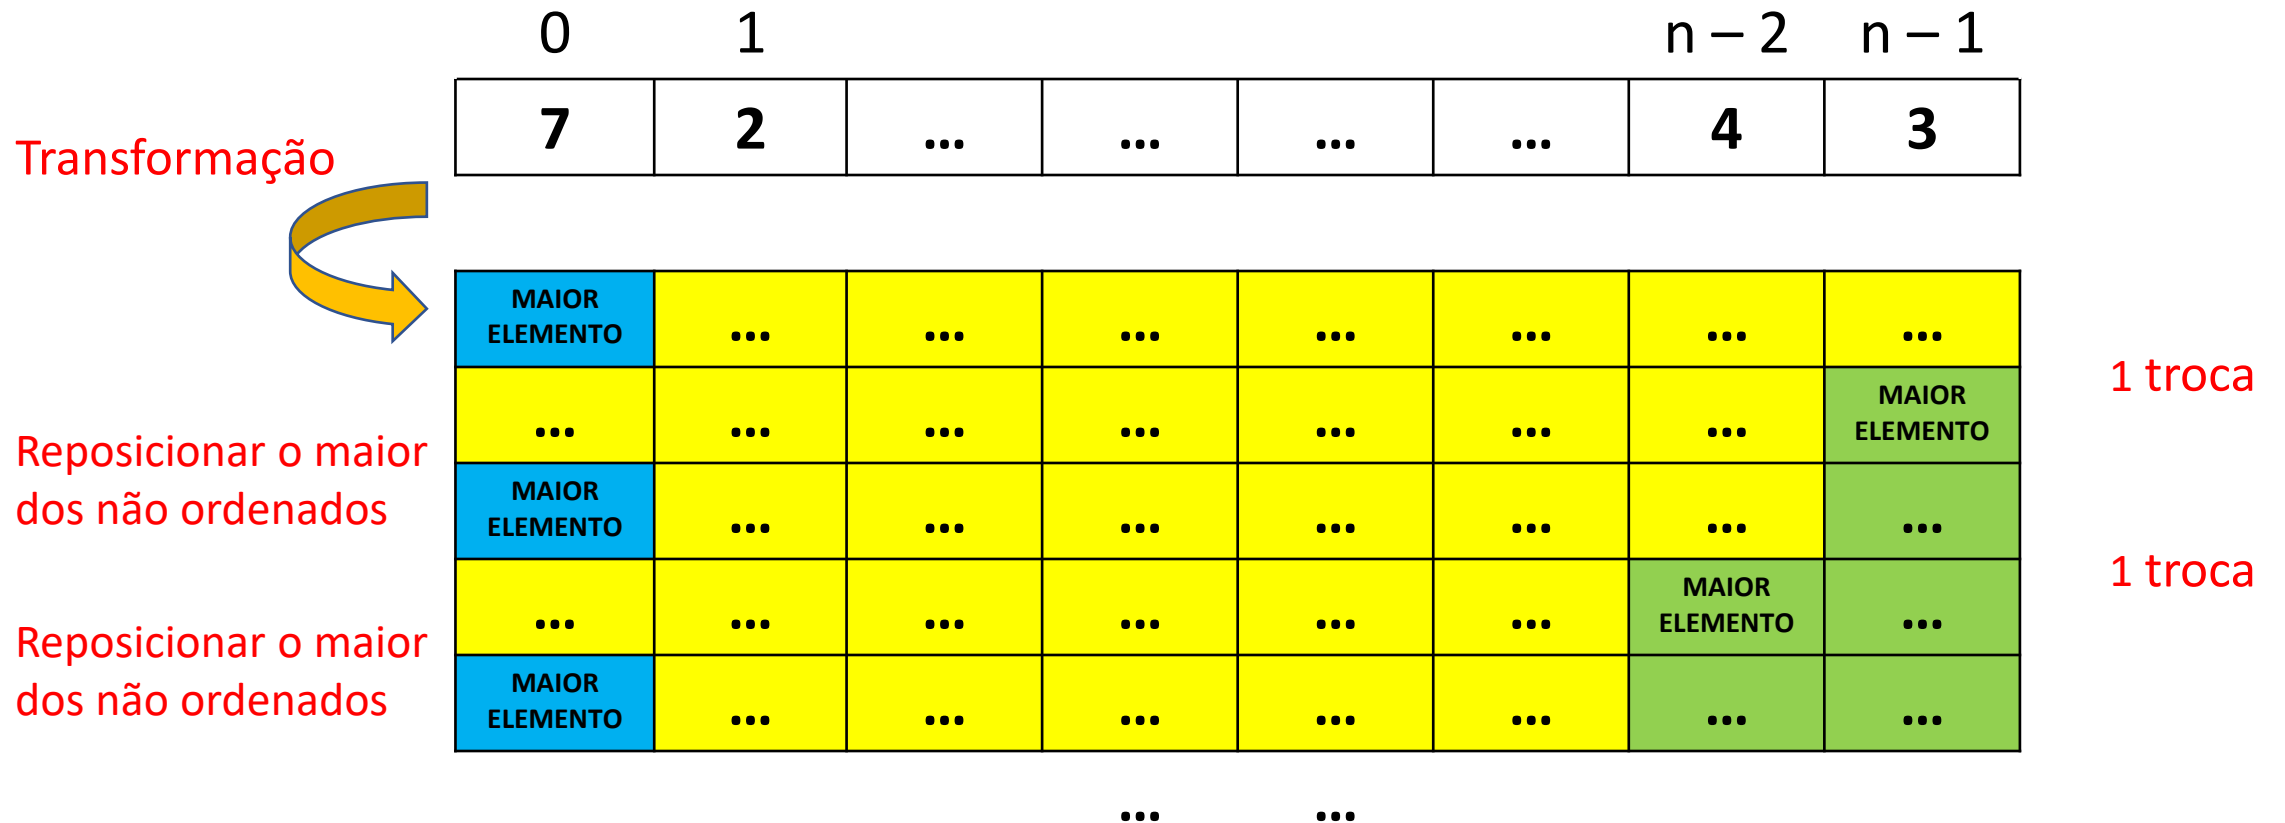 0 1 n – 2 n – 1
7 2 ... ... ... ... 4 3
Transformação
MAIOR
ELEMENTO ... ... ... ... ... ... ...
1 troca
... ... ... ... ... ... ... MAIOR
ELEMENTO
Reposicionar o maior
dos não ordenados
MAIOR
ELEMENTO ... ... ... ... ... ... ...
1 troca
... ... ... ... ... ... MAIOR
ELEMENTO ...
Reposicionar o maior
dos não ordenados
MAIOR
ELEMENTO ... ... ... ... ... ... ...
... ...